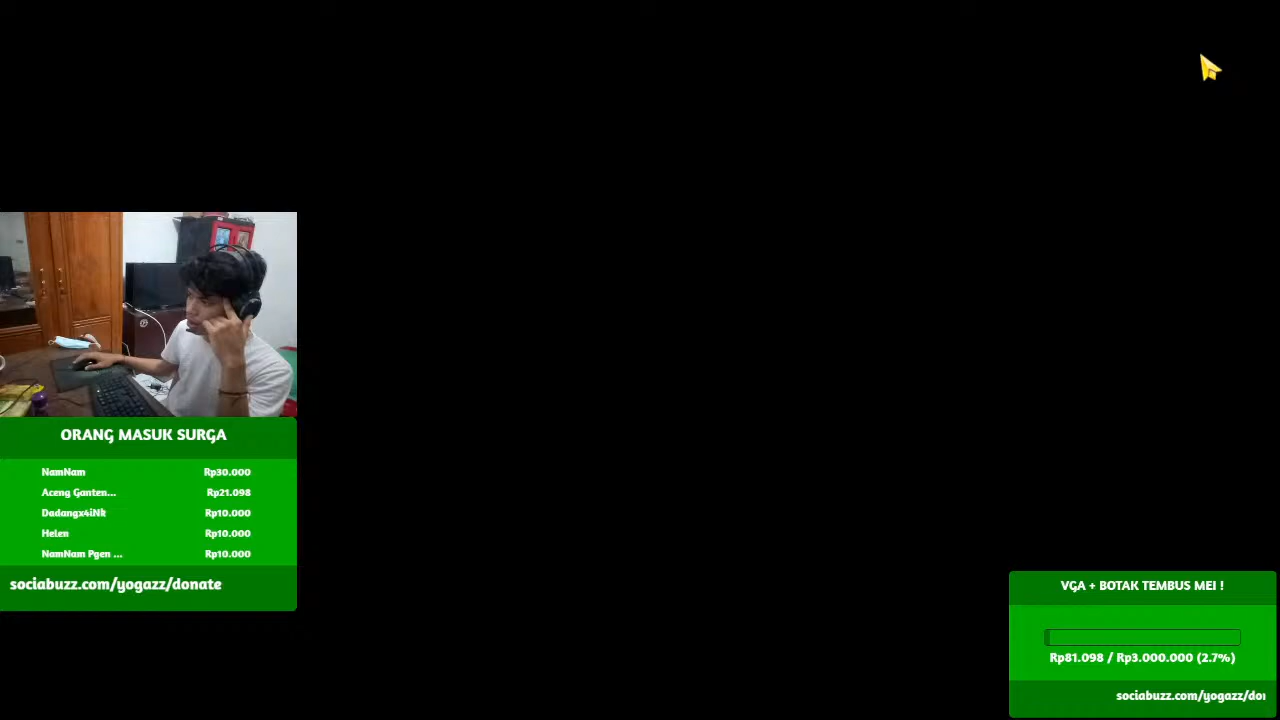 ORANG MASUK SURGA
NamNam Rp30.000
Aceng Ganten... Rp21.098
Dadangx4iNk Rp10.000
Helen Rp10.000
NamNam Pgen ... Rp10.000
sociabuzz.com/yogazz/donate
VGA + BOTAK TEMBUS MEI !
Rp81.098 / Rp3.000.000 (2.7%)
sociabuzz.com/yogazz/do